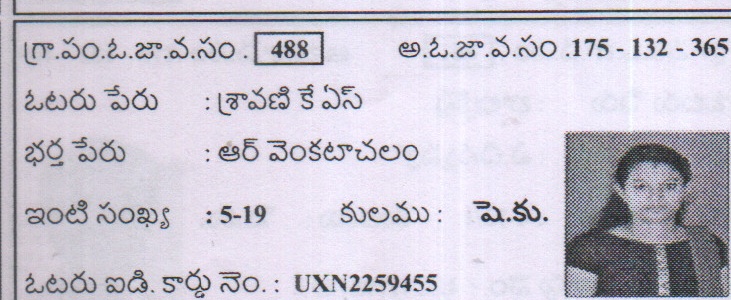 గ్రా.పం.ఓ.జా.వ.సం . 488 అ.ఓ.జా.వ.సం .175 - 132 - 365
ఓటరు పేరు : శ్రావణి కే ఏస్
భర్త పేరు : ఆర్ వెంకటాచలం
ఇంటి సంఖ్య : 5-19 కులము : షె.కు.
ఓటరు ఐడి. కార్డు నెం. : UXN2259455